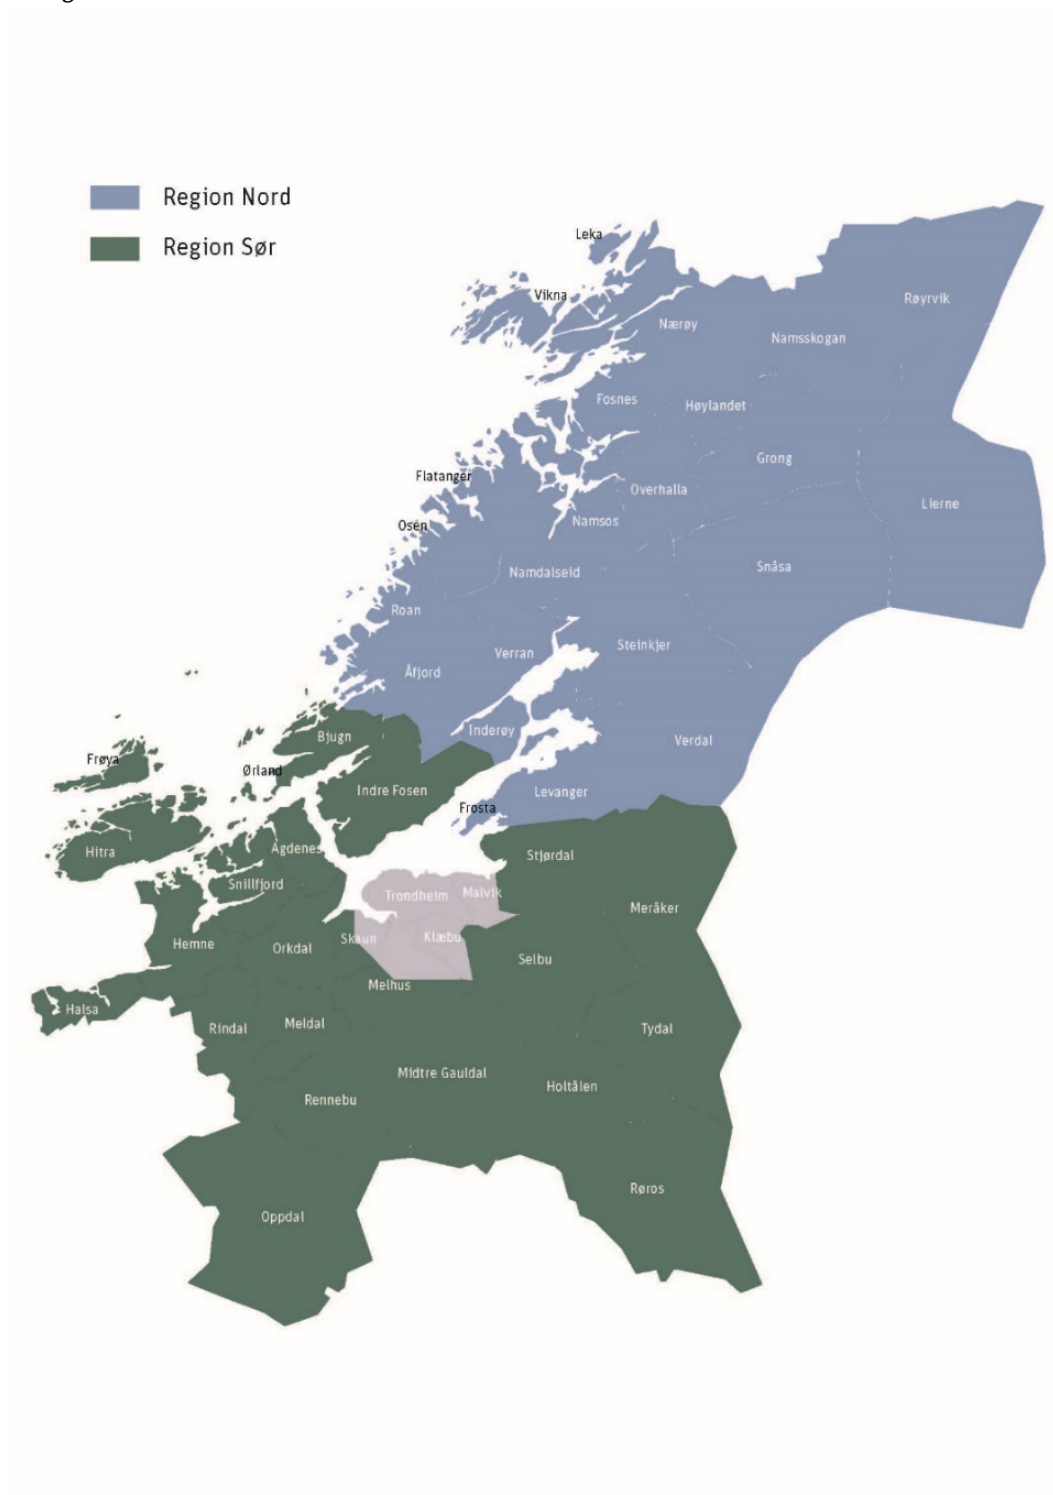 Region Nord
Region Sør
Leka
Vikna
Røyrvik
Nærøy
Namsskogan
Fosnes
Høylandet
Grong
Flatanger
Overhalla
Lierne
Osen
Namsos
Namdalseid
Snåsa
Roan
Verran
Steinkjer
Åfjord
Inderøy
Bjugn
Verdal
Frøya
Ørland
Indre Fosen
Levanger
Frosta
Hitra
Agdenes
Stjørdal
Snillfjord
Trondheim
Malvik
Meråker
Hemne
Orkdal
Skaun
Klæbu
Selbu
Melhus
Halsa
Rindal
Meldal
Tydal
Midtre Gauldal
Holtålen
Rennebu
Røros
Oppdal